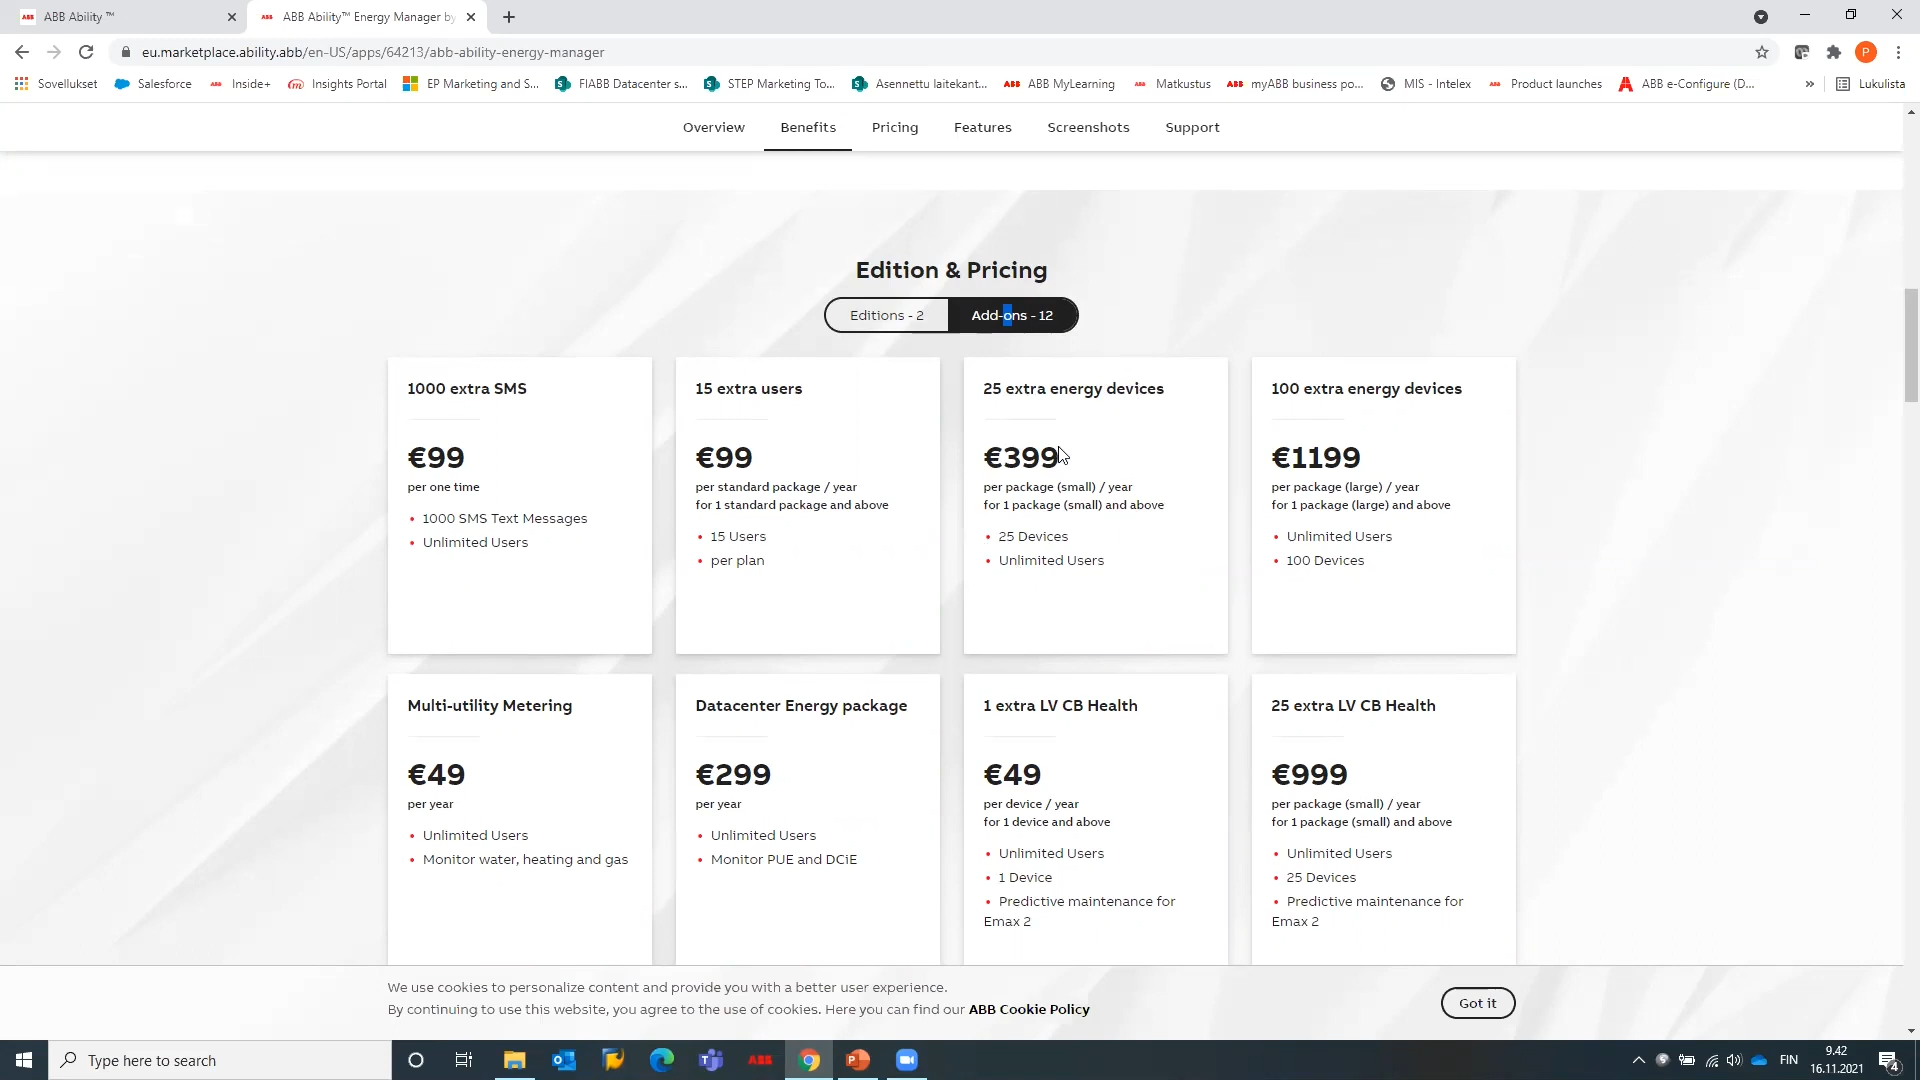 ABB ABB Ability ™
ABB ABB Ability™ Energy Manager by
eu.marketplace.ability.abb/en-US/apps/64213/abb-ability-energy-manager
P
Sovellukset
Salesforce
ABB Inside+
Insights Portal
EP Marketing and S...
FIABB Datacenter s...
STEP Marketing To...
Asennettu laitekant...
ABB ABB MyLearning
ABB Matkustus
ABB myABB business po...
MIS - Intelex
ABB Product launches
ABB e-Configure (D...
»
Lukulista
Overview
Benefits
Pricing
Features
Screenshots
Support
Edition & Pricing
Editions - 2
Add-ons - 12
1000 extra SMS
€99
per one time
• 1000 SMS Text Messages
• Unlimited Users
15 extra users
€99
per standard package / year
for 1 standard package and above
• 15 Users
• per plan
25 extra energy devices
€399
per package (small) / year
for 1 package (small) and above
• 25 Devices
• Unlimited Users
100 extra energy devices
€1199
per package (large) / year
for 1 package (large) and above
• Unlimited Users
• 100 Devices
Multi-utility Metering
€49
per year
• Unlimited Users
• Monitor water, heating and gas
Datacenter Energy package
€299
per year
• Unlimited Users
• Monitor PUE and DCiE
1 extra LV CB Health
€49
per device / year
for 1 device and above
• Unlimited Users
• 1 Device
• Predictive maintenance for
Emax 2
25 extra LV CB Health
€999
per package (small) / year
for 1 package (small) and above
• Unlimited Users
• 25 Devices
• Predictive maintenance for
Emax 2
We use cookies to personalize content and provide you with a better user experience.
By continuing to use this website, you agree to the use of cookies. Here you can find our ABB Cookie Policy
Got it
Type here to search
ABB
FIN
9.42
16.11.2021
4